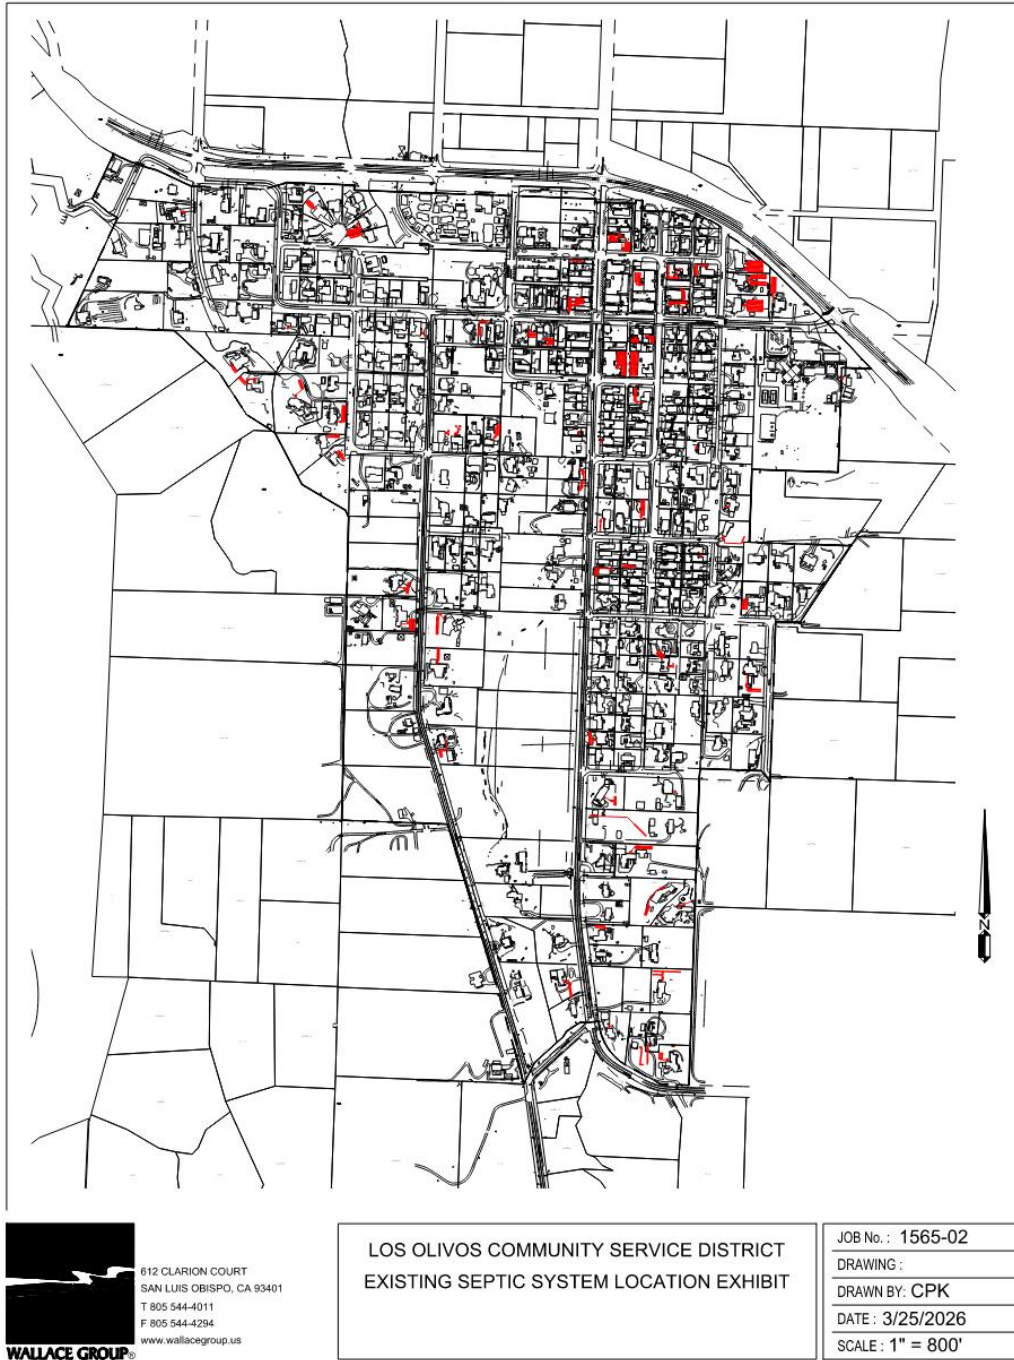 N
WALLACE GROUP®
612 CLARION COURT
SAN LUIS OBISPO, CA 93401
T 805 544-4011
F 805 544-4294
www.wallacegroup.us
LOS OLIVOS COMMUNITY SERVICE DISTRICT
EXISTING SEPTIC SYSTEM LOCATION EXHIBIT
JOB No. : 1565-02
DRAWING :
DRAWN BY: CPK
DATE : 3/25/2026
SCALE : 1" = 800'